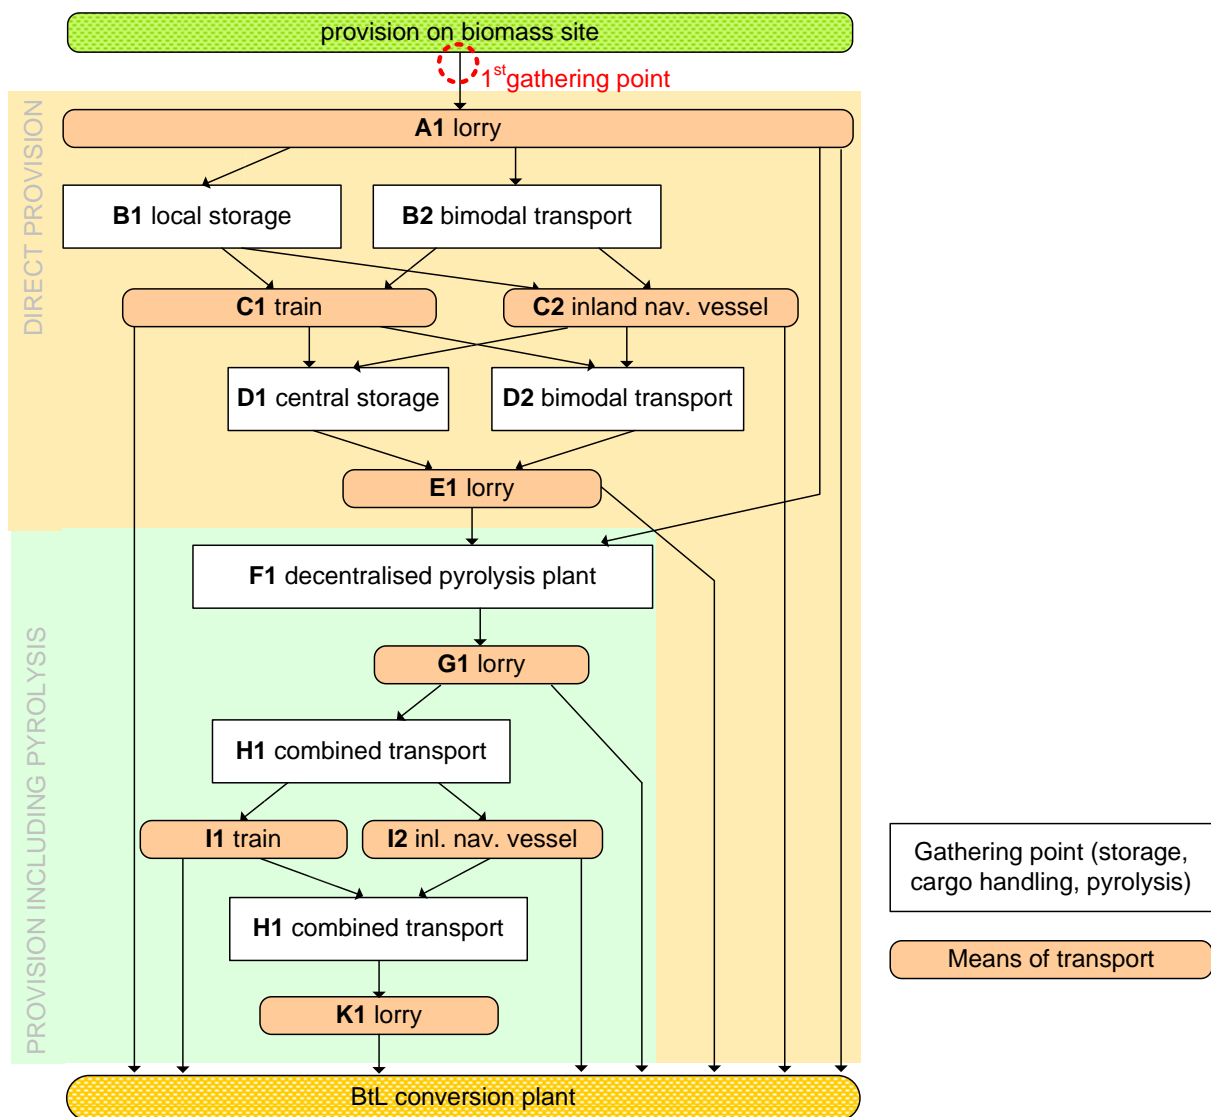 provision on biomass site
1st gathering point
DIRECT PROVISION
A1 lorry
B1 local storage
B2 bimodal transport
C1 train
C2 inland nav. vessel
D1 central storage
D2 bimodal transport
E1 lorry
PROVISION INCLUDING PYROLYSIS
F1 decentralised pyrolysis plant
G1 lorry
H1 combined transport
I1 train
I2 inl. nav. vessel
H1 combined transport
K1 lorry
BtL conversion plant
Gathering point (storage,
cargo handling, pyrolysis)
Means of transport